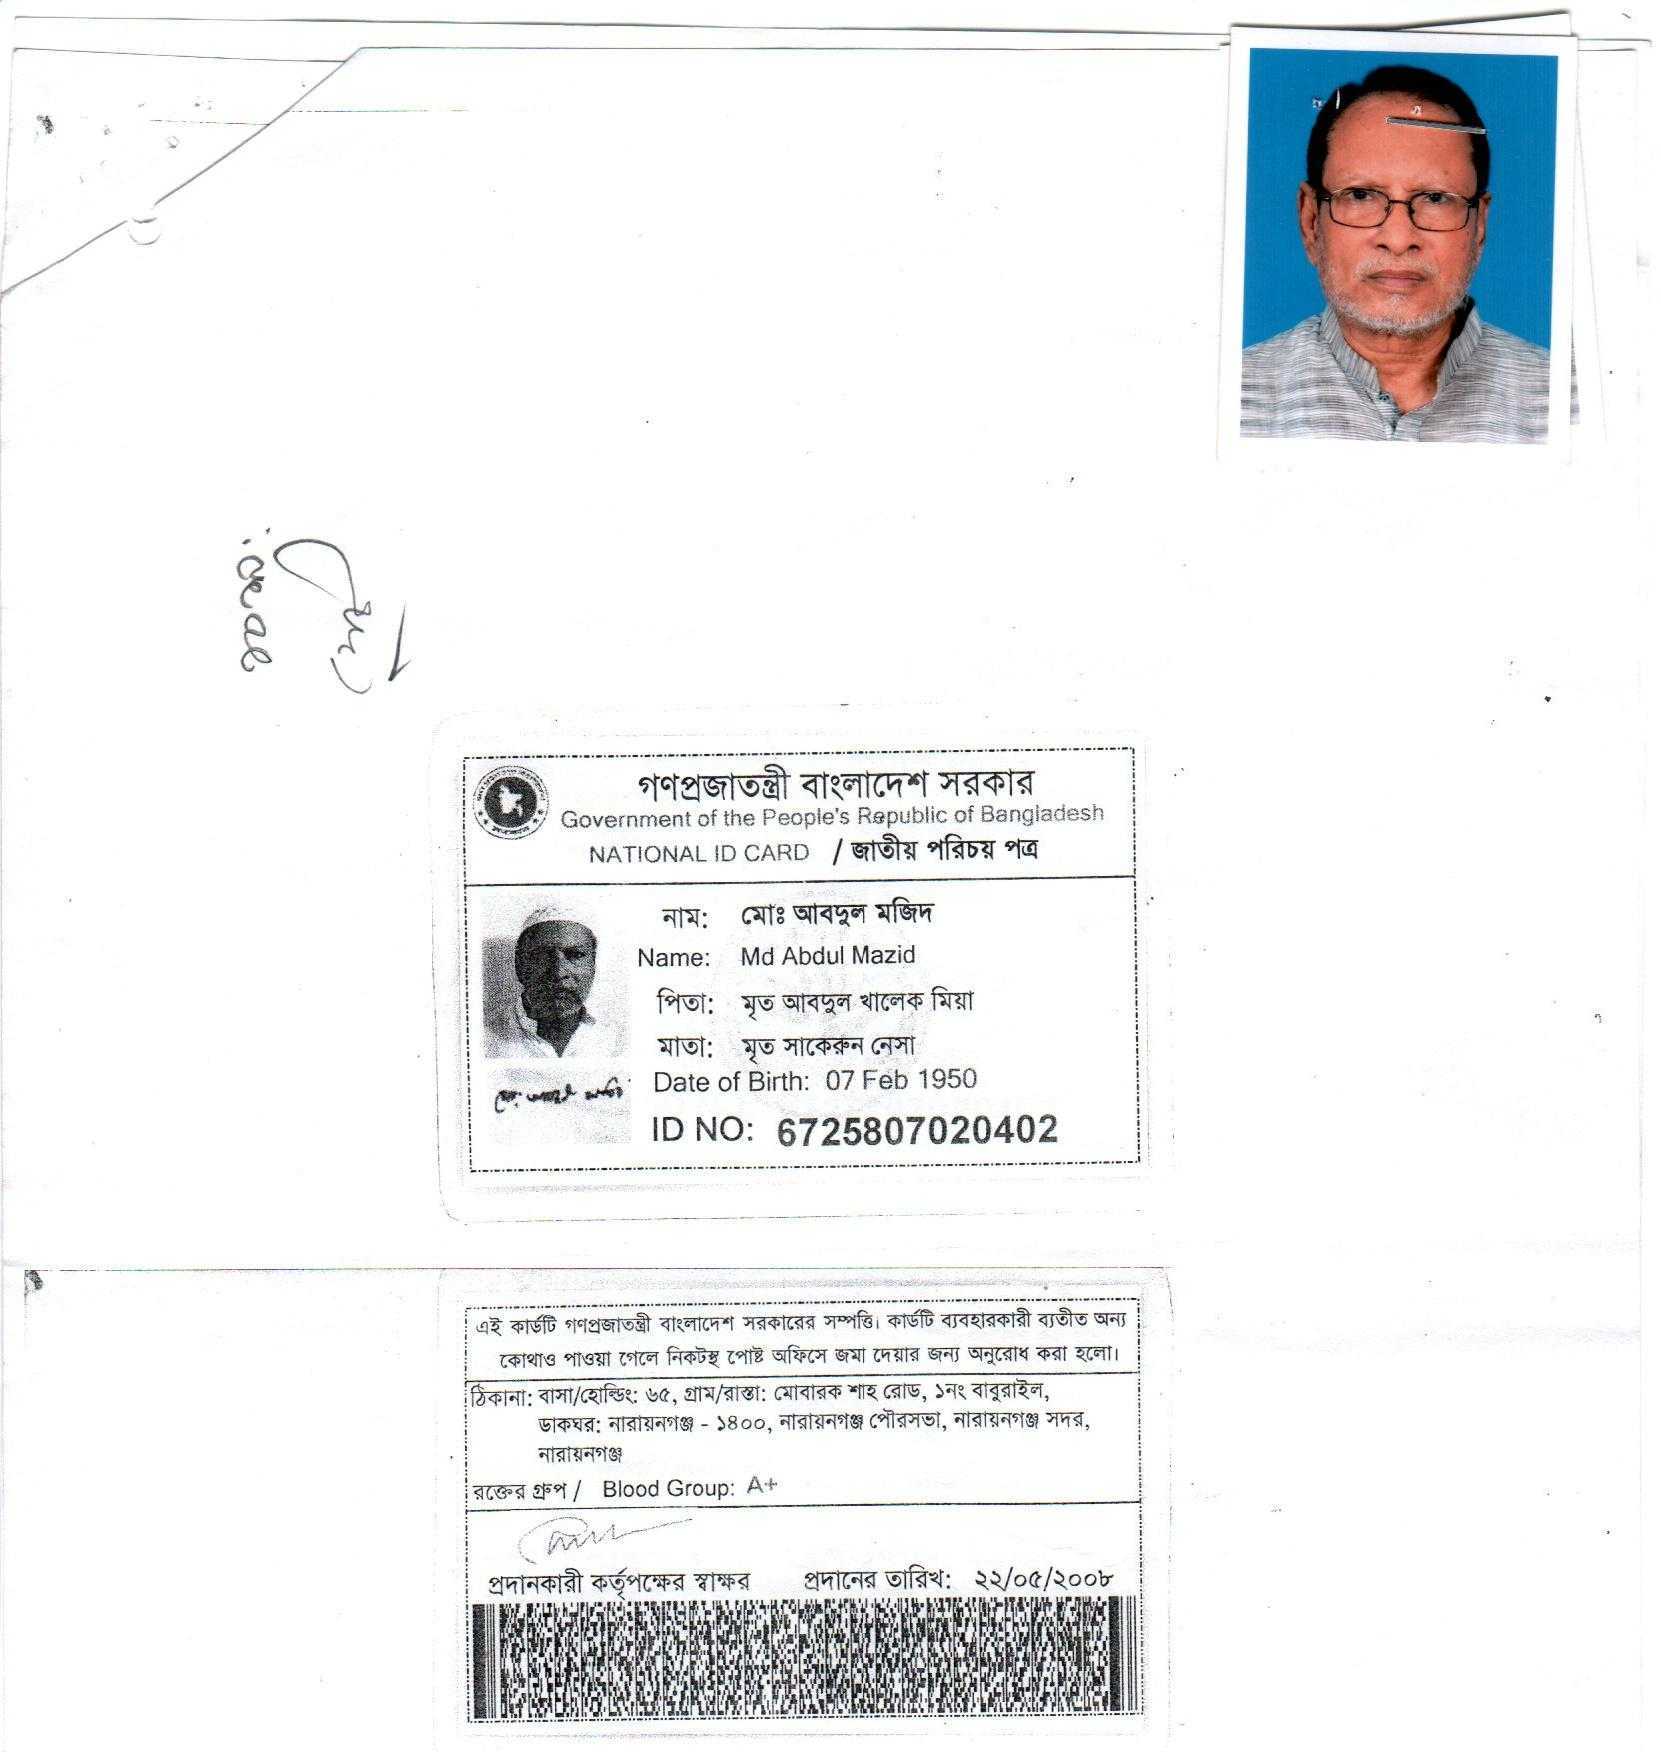 গণপ্রজাতন্ত্রী বাংলাদেশ সরকার
Government of the People's Republic of Bangladesh
NATIONAL ID CARD / জাতীয় পরিচয় পত্র
নাম: মোঃ আবদুল মজিদ
Name: Md Abdul Mazid
পিতা: মৃত আবদুল খালেক মিয়া
মাতা: মৃত সাকেরুন নেসা
Date of Birth: 07 Feb 1950
ID NO: 6725807020402
এই কার্ডটি গণপ্রজাতন্ত্রী বাংলাদেশ সরকারের সম্পত্তি। কার্ডটি ব্যবহারকারী ব্যতীত অন্য
কোথাও পাওয়া গেলে নিকটস্থ পোষ্ট অফিসে জমা দেয়ার জন্য অনুরোধ করা হলো।
ঠিকানা: বাসা/হোল্ডিং: ৬৫, গ্রাম/রাস্তা: মোবারক শাহ রোড, ১নং বাবুরাইল,
ডাকঘর: নারায়নগঞ্জ - ১৪০০, নারায়নগঞ্জ পৌরসভা, নারায়নগঞ্জ সদর,
নারায়নগঞ্জ
রক্তের গ্রুপ / Blood Group: A+
প্রদানকারী কর্তৃপক্ষের স্বাক্ষর প্রদানের তারিখ: ২২/০৫/২০০৮